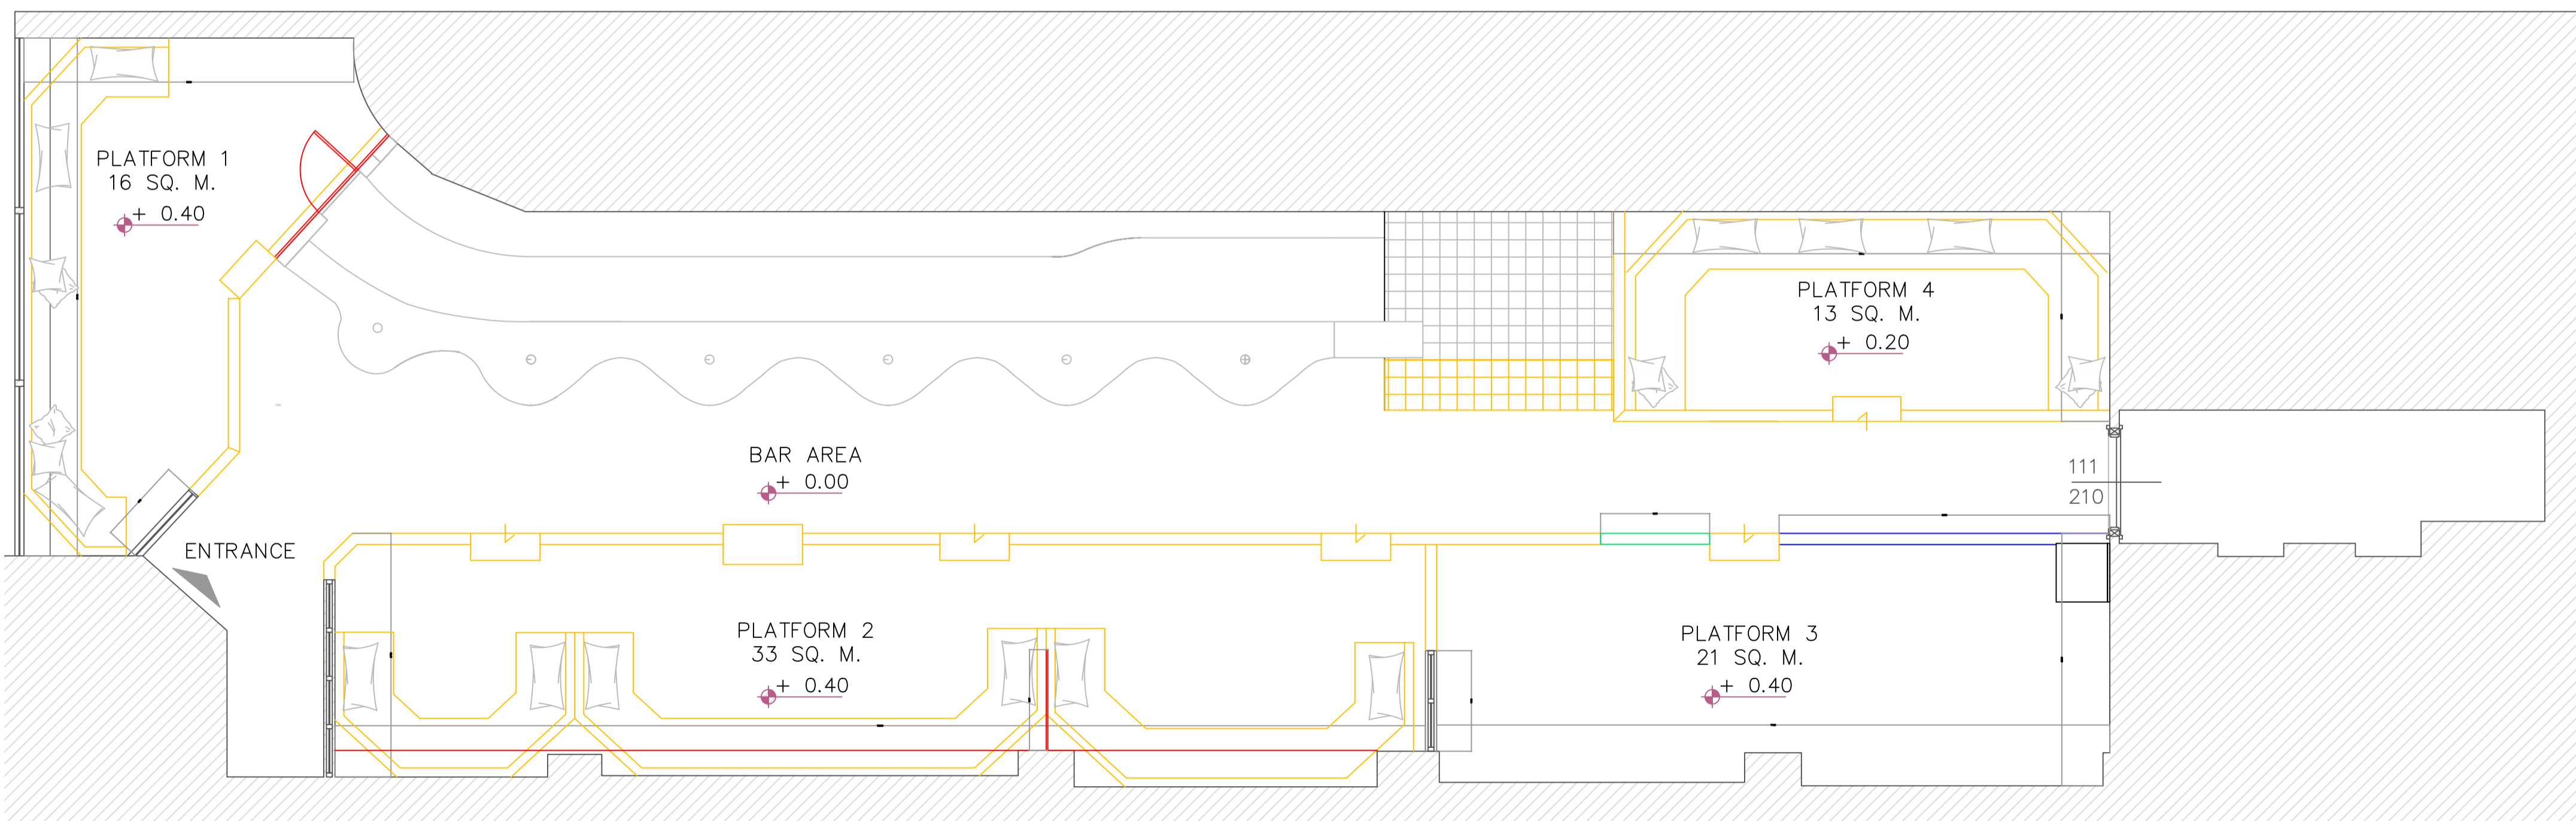 PLATFORM 1
16 SQ. M.
+ 0.40
PLATFORM 4
13 SQ. M.
+ 0.20
BAR AREA
+ 0.00
111
210
ENTRANCE
PLATFORM 2
33 SQ. M.
+ 0.40
PLATFORM 3
21 SQ. M.
+ 0.40